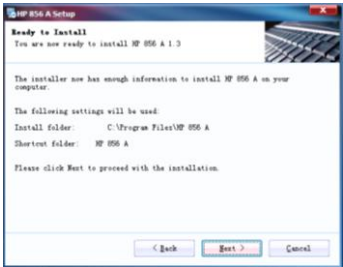 HP 856 A Setup
Ready to Install
You are now ready to install HP 856 A 1.3
The installer now has enough information to install HP 856 A on your
computer.
The following settings will be used:
Install folder: C:\Program Files\HP 856 A
Shortcut folder: HP 856 A
Please click Next to proceed with the installation.
< Back
Next >
Cancel